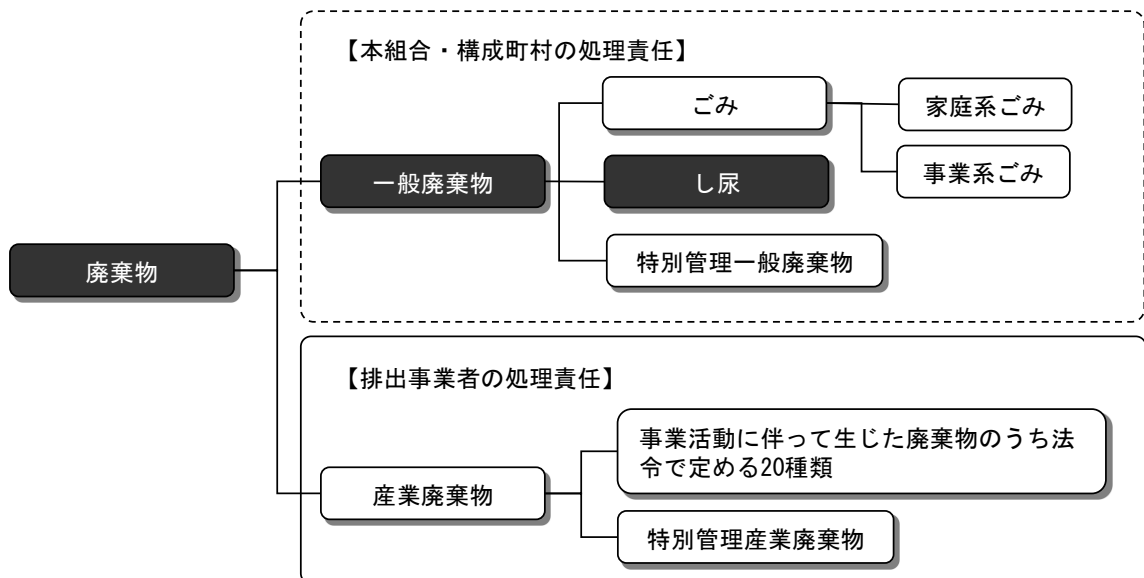 【本組合・構成町村の処理責任】
ごみ
家庭系ごみ
事業系ごみ
一般廃棄物
し尿
特別管理一般廃棄物
廃棄物
【排出事業者の処理責任】
事業活動に伴って生じた廃棄物のうち法
令で定める20種類
産業廃棄物
特別管理産業廃棄物